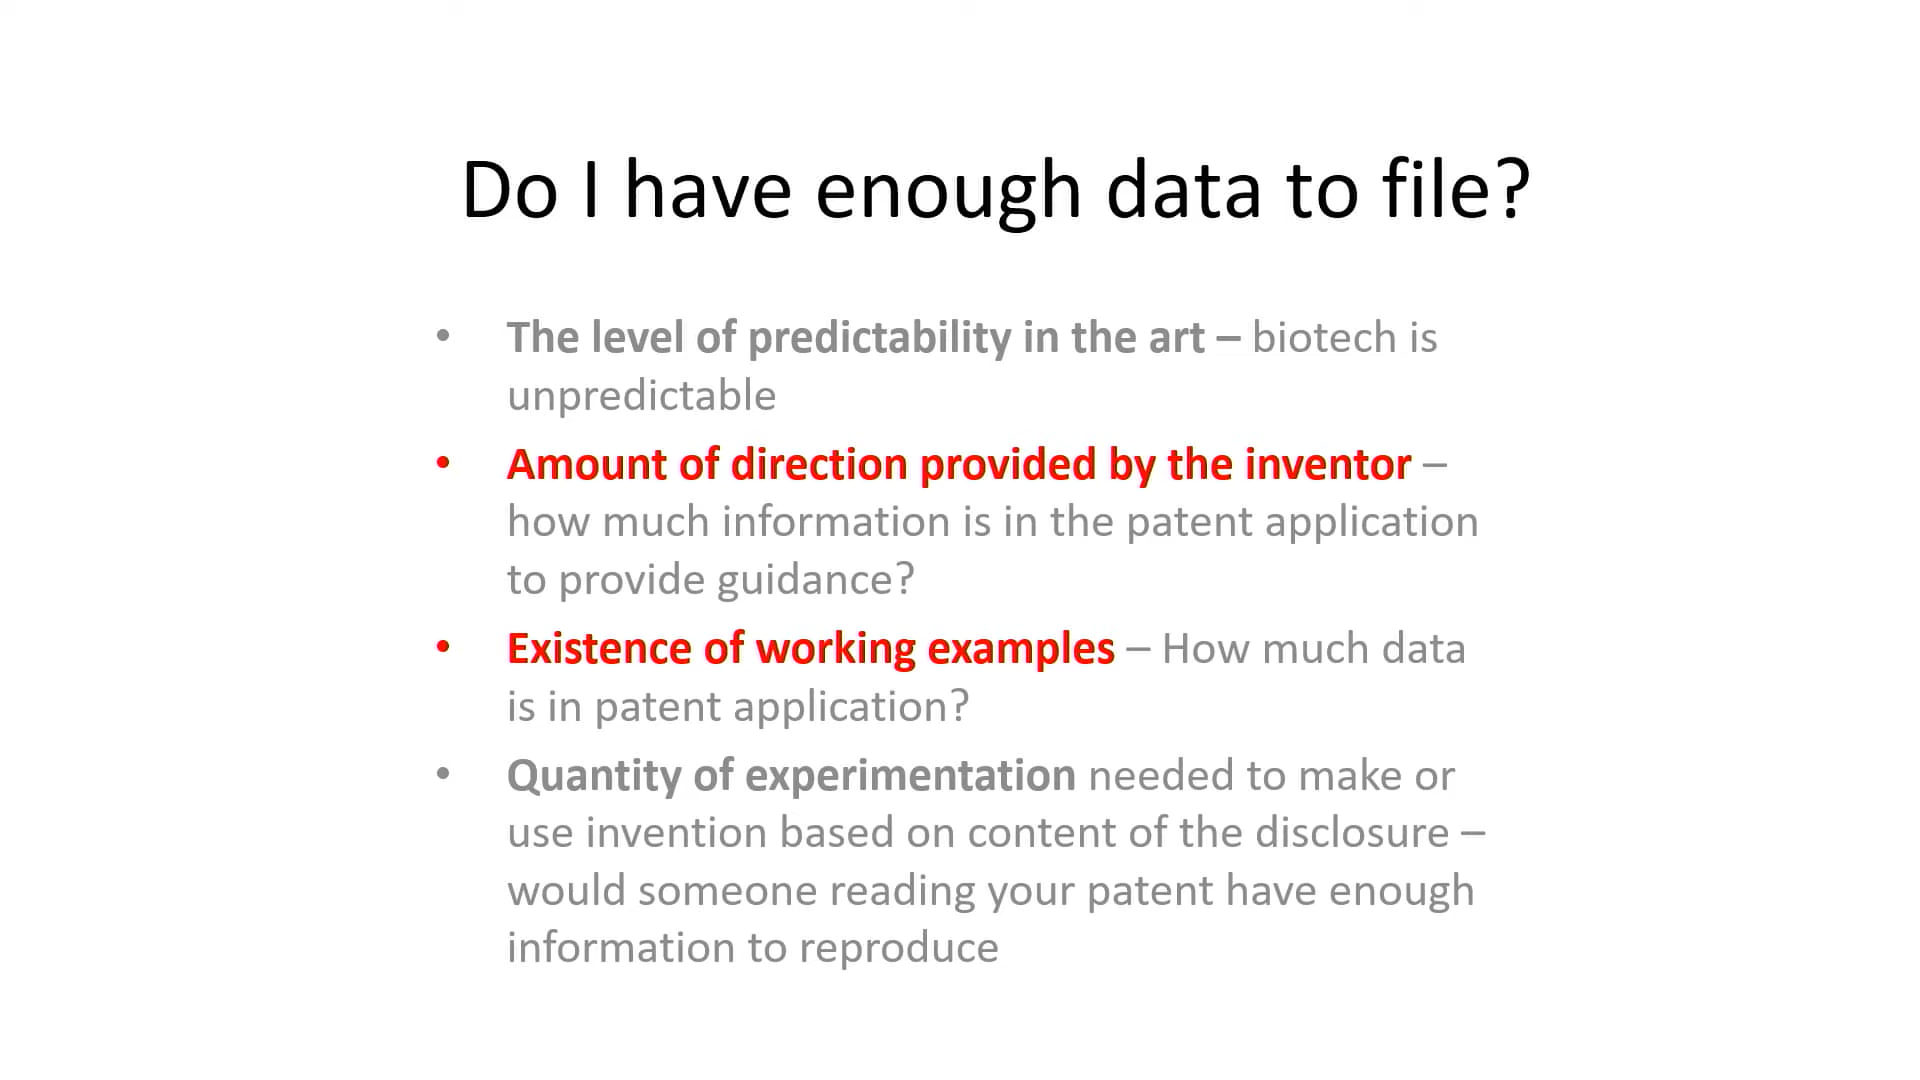 Do I have enough data to file?
• The level of predictability in the art – biotech is
unpredictable
• Amount of direction provided by the inventor –
how much information is in the patent application
to provide guidance?
• Existence of working examples – How much data
is in patent application?
• Quantity of experimentation needed to make or
use invention based on content of the disclosure –
would someone reading your patent have enough
information to reproduce